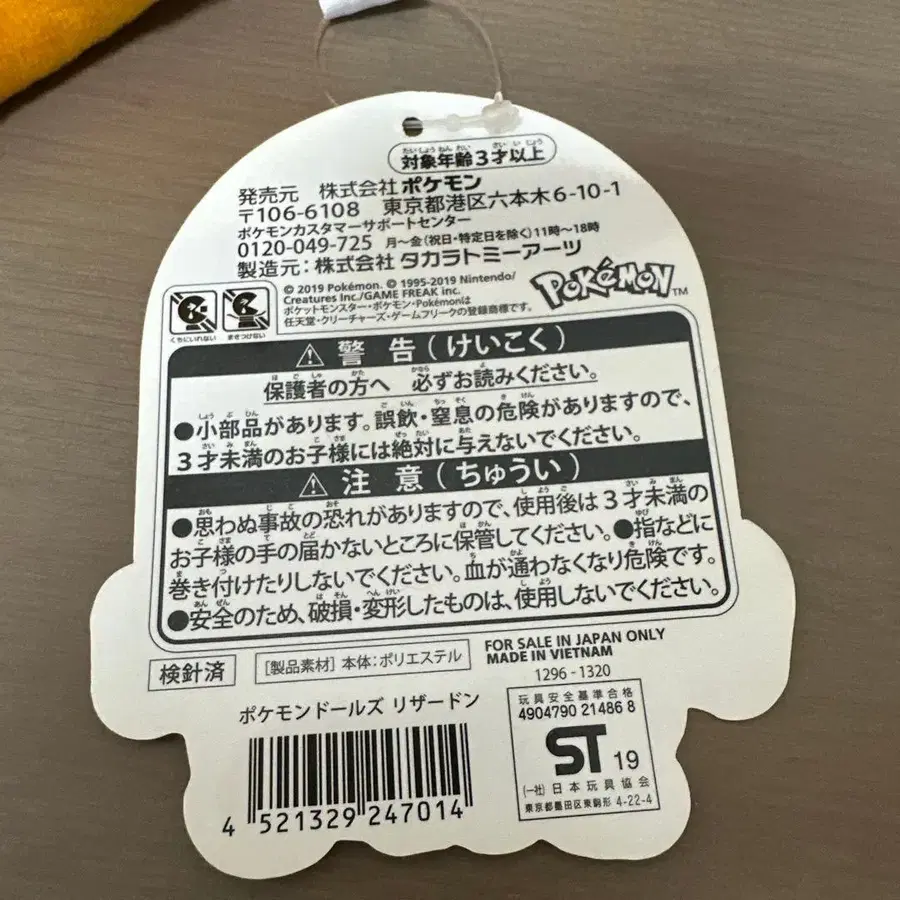 対象年齢3才以上
発売元 株式会社ポケモン
〒106-6108 東京都港区六本木6-10-1
ポケモンカスタマーサポートセンター
0120-049-725 月～金(祝日・特定日を除く)11時～18時
製造元：株式会社 タカラトミーアーツ
© 2019 Pokémon. © 1995-2019 Nintendo/
Creatures Inc./GAME FREAK inc.
ポケットモンスター・ポケモン・Pokémonは
任天堂・クリーチャーズ・ゲームフリークの登録商標です。
POKéMON™
くちにいれない まきつけない
⚠ 警告(けいこく)
保護者の方へ 必ずお読みください。
●小部品があります。誤飲・窒息の危険がありますので、
3才未満のお子様には絶対に与えないでください。
⚠ 注意(ちゅうい)
●思わぬ事故の恐れがありますので、使用後は3才未満の
お子様の手の届かないところに保管してください。●指などに
巻き付けたりしないでください。血が通わなくなり危険です。
●安全のため、破損・変形したものは、使用しないでください。
検針済
［製品素材］本体：ポリエステル
FOR SALE IN JAPAN ONLY
MADE IN VIETNAM
1296-1320
ポケモンドールズ リザードン
4 521329 247014
玩具安全基準合格
4904790 21486 8
ST 19
(一社)日本玩具協会
東京都墨田区東駒形 4-22-4